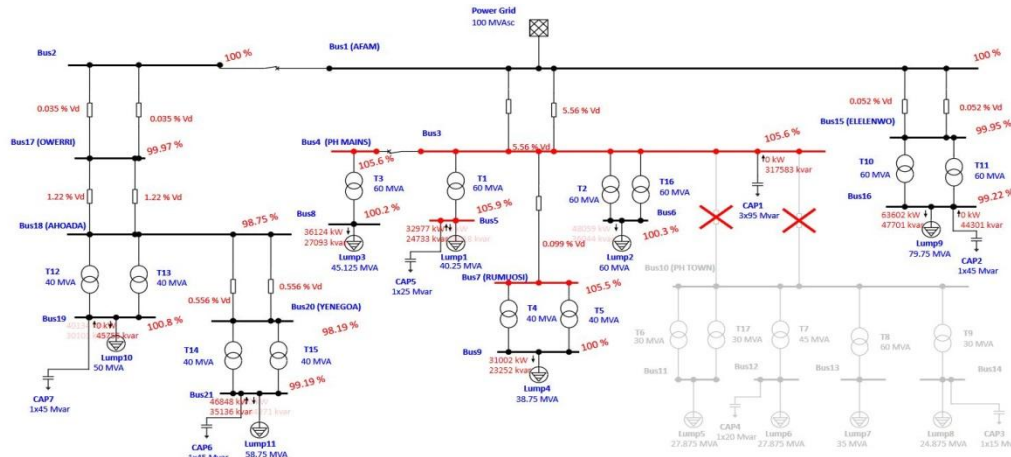 Power Grid
100 MVAsc
Bus2
100 %
Bus1 (AFAM)
100 %
0.035 % Vd
0.035 % Vd
5.56 % Vd
0.052 % Vd
0.052 % Vd
Bus17 (OWERRI)
99.97 %
Bus4 (PH MAINS)
105.6 %
Bus3
5.56 % Vd
105.6 %
Bus15 (ELELENWO)
99.95 %
1.22 % Vd
1.22 % Vd
T3
60 MVA
T1
60 MVA
T2
60 MVA
T16
60 MVA
0 kW
317583 kvar
CAP1
3x95 Mvar
T10
60 MVA
T11
60 MVA
Bus18 (AHOADA)
98.75 %
Bus8
100.2 %
36124 kW
27093 kvar
Lump3
45.125 MVA
105.9 %
Bus5
32977 kW
24733 kvar
Lump1
40.25 MVA
CAP5
1x25 Mvar
0.099 % Vd
Bus6
100.3 %
Lump2
60 MVA
Bus16
99.22 %
63602 kW
47701 kvar
0 kW
44301 kvar
Lump9
79.75 MVA
CAP2
1x45 Mvar
T12
40 MVA
T13
40 MVA
0.556 % Vd
0.556 % Vd
Bus20 (YENEGOA)
98.19 %
Bus7 (RUMUOSI)
105.5 %
Bus10 (PH TOWN)
T4
40 MVA
T5
40 MVA
T6
30 MVA
T17
30 MVA
T7
45 MVA
T8
60 MVA
T9
30 MVA
Bus19
100.8 %
0 kW
Lump10
50 MVA
CAP7
1x45 Mvar
T14
40 MVA
T15
40 MVA
Bus9
100 %
31002 kW
23252 kvar
Lump4
38.75 MVA
Bus11
Bus12
Bus13
Bus14
Bus21
99.19 %
46848 kW
35136 kvar
Lump11
58.75 MVA
CAP6
1x45 Mvar
Lump5
27.875 MVA
CAP4
1x20 Mvar
Lump6
27.875 MVA
Lump7
35 MVA
Lump8
24.875 MVA
CAP3
1x15 Mvar